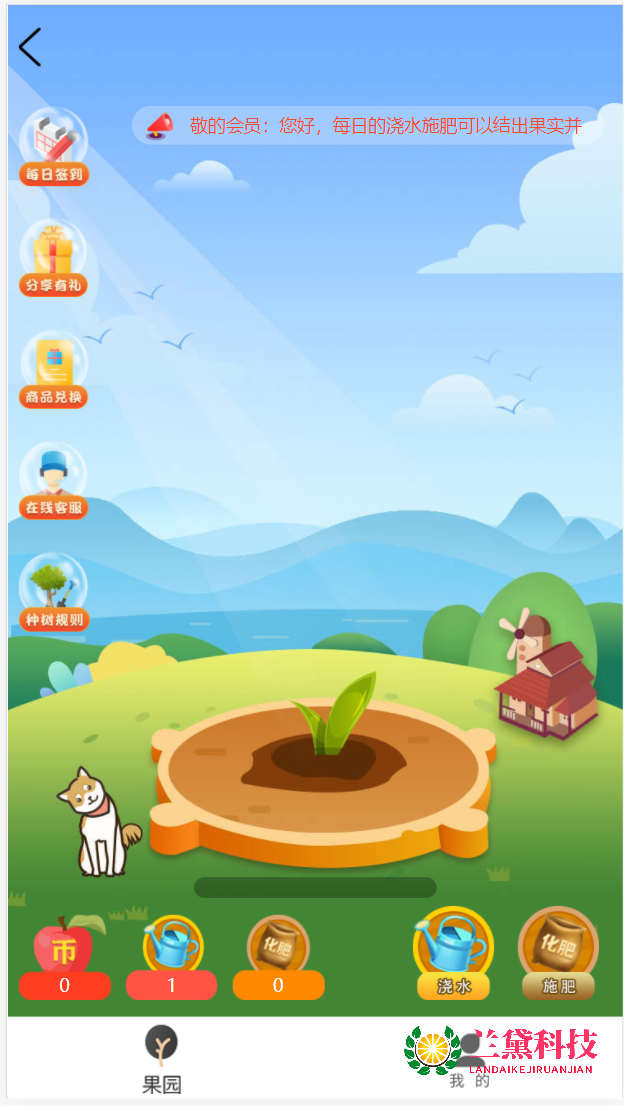 敬的会员：您好，每日的浇水施肥可以结出果实并
每日签到
分享有礼
商品兑换
在线客服
种树规则
币
化肥
化肥
0
1
0
浇水
施肥
果园
我的
兰黛科技
LANDAIKEJIRUANJIAN